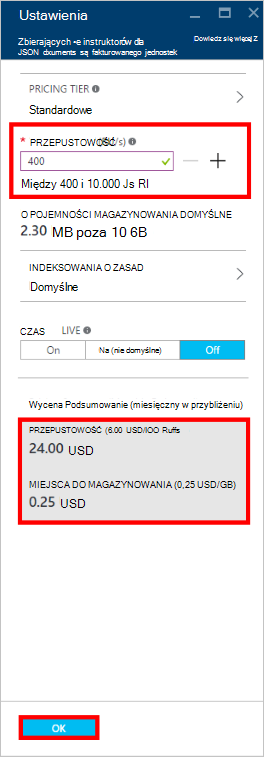 Ustawienia
Zbierających -e instruktorów dla
JSON dxuments są fakturowanego jednostek
Dowiedz się więcej Z
PRICING TIER
Standardowe
* PRZEPUSTOWOŚĆ /s)
400
Między 400 i 10.000 Js RI
O POJEMNOŚCI MAGAZYNOWANIA DOMYŚLNE
2.30 MB poza 10 6B
INDEKSOWANIA O ZASAD
Domyślne
CZAS LIVE
On Na (nie domyślne) Off
Wycena Podsumowanie (miesięczny w przybliżeniu)
PRZEPUSTOWOŚĆ (6.00 USD/IOO Ruffs
24.00 USD
MIEJSCA DO MAGAZYNOWANIA (0,25 USD/GB)
0.25 USD
OK